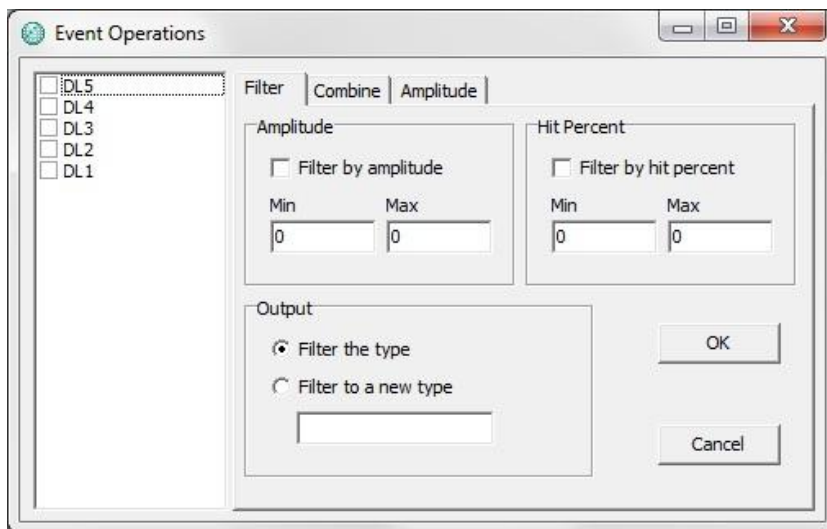 Event Operations
DL5
DL4
DL3
DL2
DL1
Filter Combine Amplitude
Amplitude
Filter by amplitude
Min Max
0 0
Hit Percent
Filter by hit percent
Min Max
0 0
Output
Filter the type
Filter to a new type
OK
Cancel